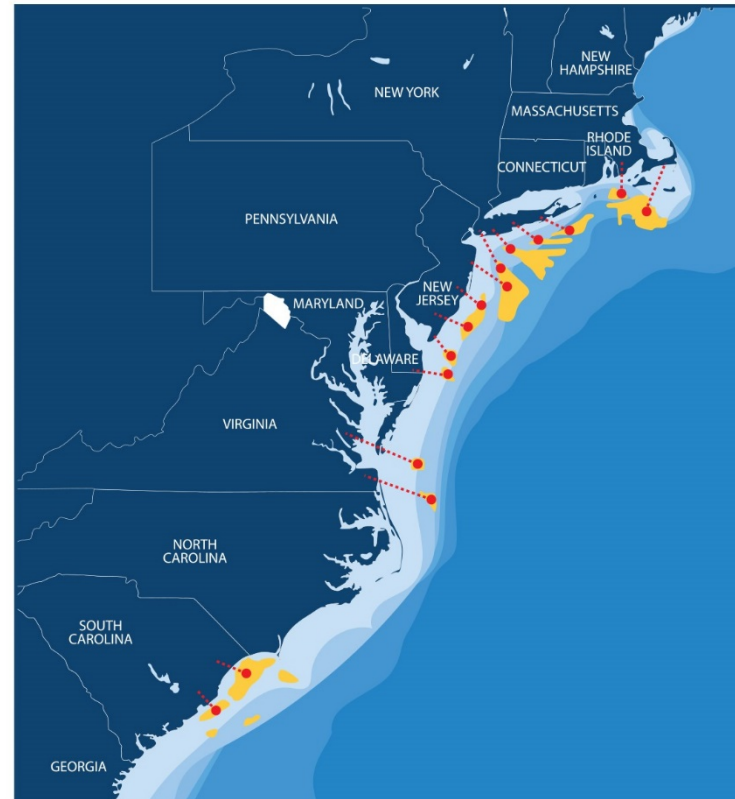 NEW
HAMPSHIRE
NEW YORK
MASSACHUSETTS
RHODE
ISLAND
CONNECTICUT
PENNSYLVANIA
NEW
JERSEY
MARYLAND
DELAWARE
VIRGINIA
NORTH
CAROLINA
SOUTH
CAROLINA
GEORGIA